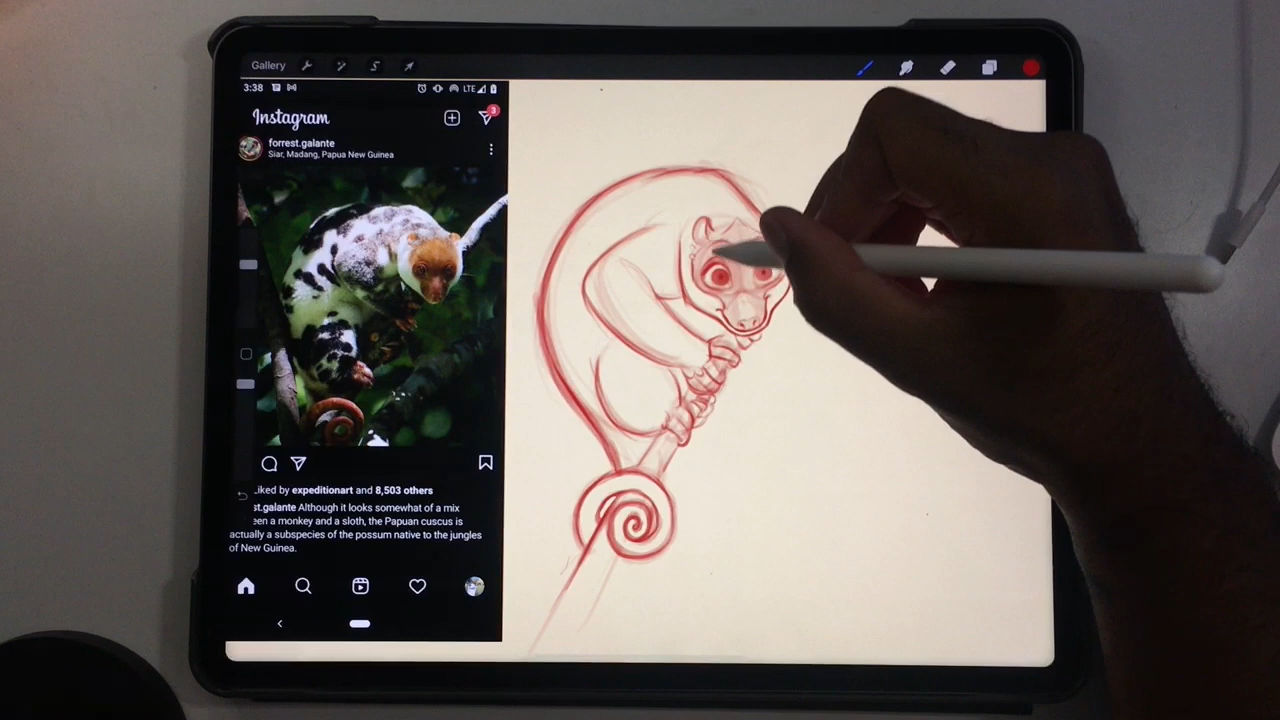 Gallery
3:38
LTE
Instagram
3
forrest.galante
Siar, Madang, Papua New Guinea
iked by expeditionart and 8,503 others
st.galante Although it looks somewhat of a mix
een a monkey and a sloth, the Papuan cuscus is
actually a subspecies of the possum native to the jungles
of New Guinea.